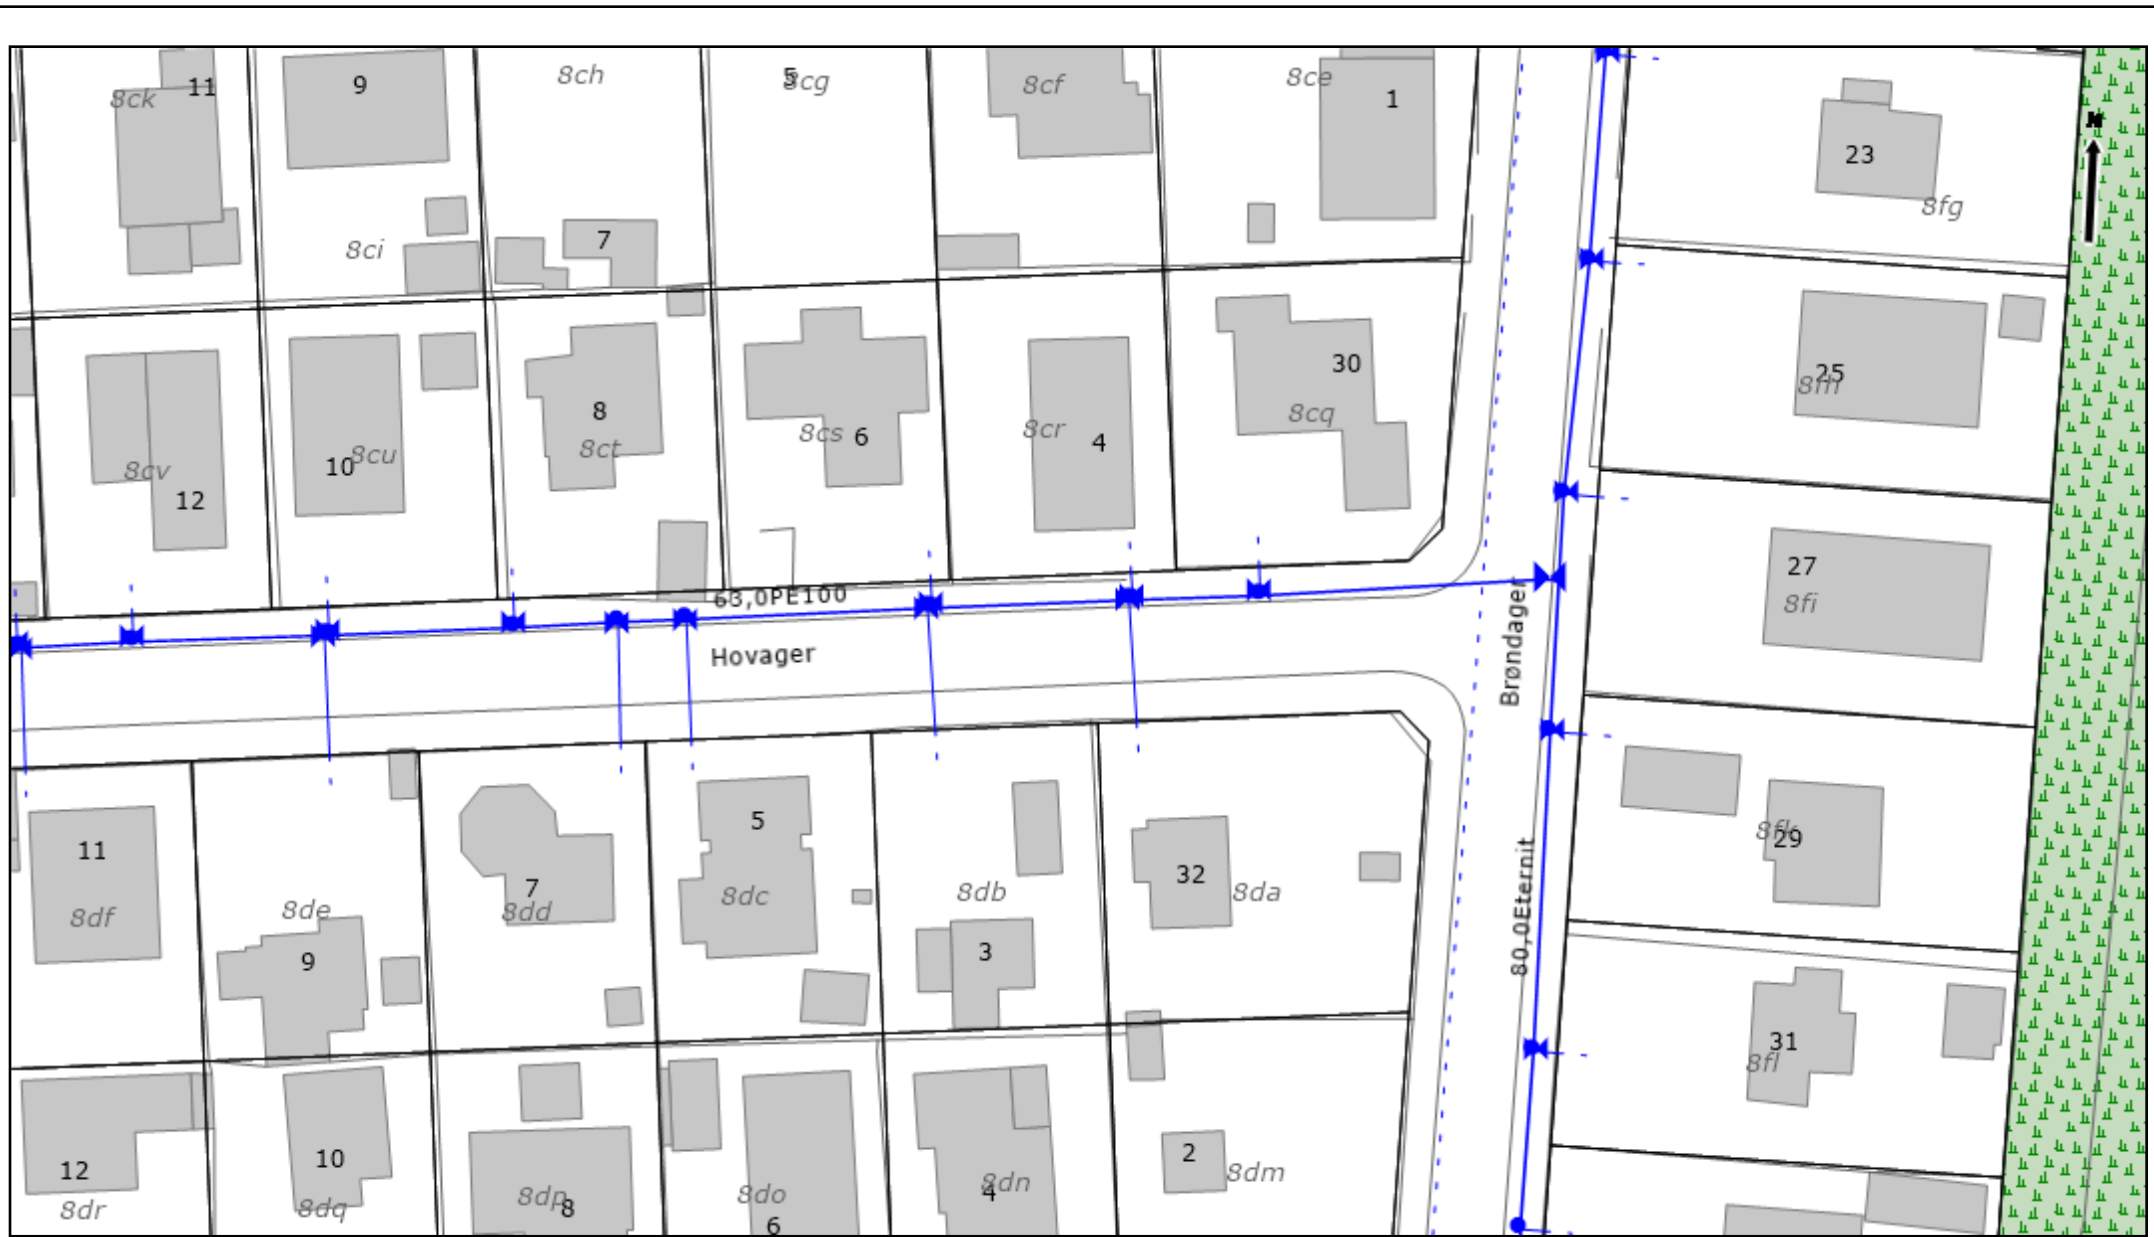 8ck
11
9
8ch
5
8cg
8cf
8ce
1
N
23
8fg
8ci
7
25
8fh
30
8cq
8
8ct
8cs
6
8cr
4
8cv
12
10
8cu
27
8fi
63,0PE100
Hovager
Brøndager
11
8df
8de
9
7
8dd
5
8dc
8db
3
32
8da
8fk
29
80,0Eternit
31
8fl
12
8dr
10
8dq
8dp
8
8do
6
8dn
4
2
8dm